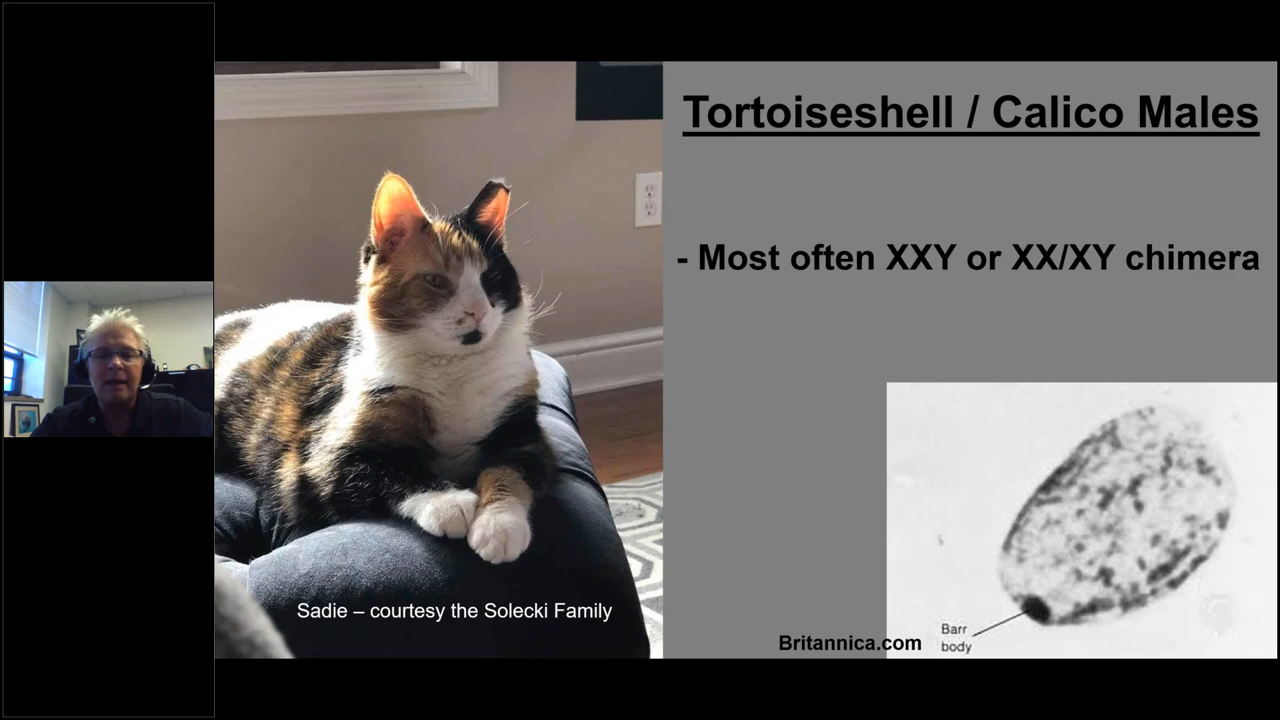 Tortoiseshell / Calico Males
- Most often XXY or XX/XY chimera
Sadie – courtesy the Solecki Family
Britannica.com
Barr
body